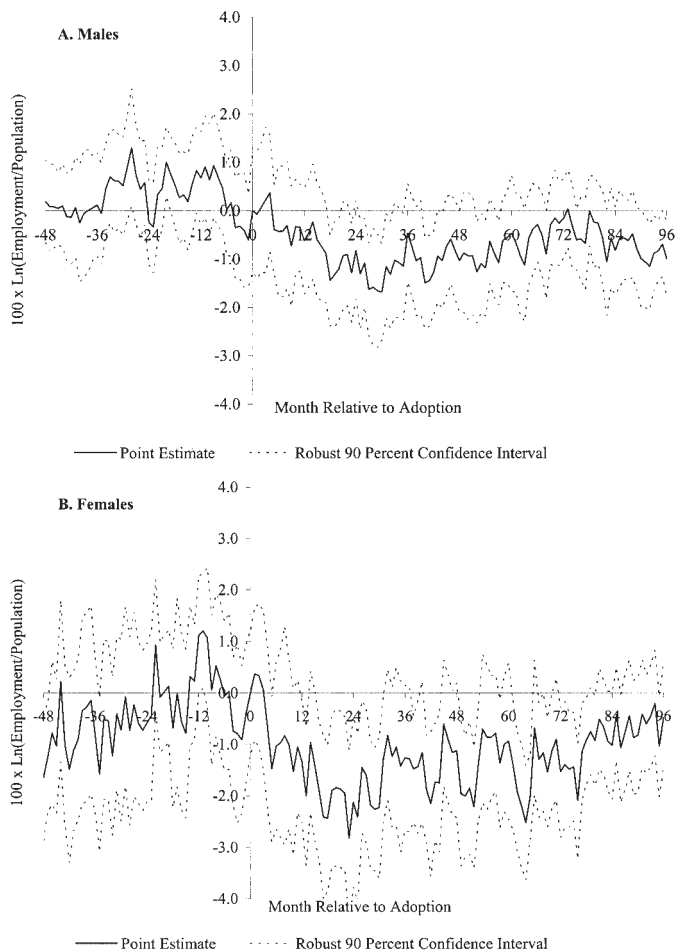 A. Males
4.0
3.0
2.0
1.0
0.0
-48 -36 -24 -12 0 12 24 36 48 60 72 84 96
-1.0
-2.0
-3.0
-4.0
100 x Ln(Employment/Population)
Month Relative to Adoption
Point Estimate Robust 90 Percent Confidence Interval
B. Females
4.0
3.0
2.0
1.0
0.0
-48 -36 -24 -12 0 12 24 36 48 60 72 84 96
-1.0
-2.0
-3.0
-4.0
100 x Ln(Employment/Population)
Month Relative to Adoption
Point Estimate Robust 90 Percent Confidence Interval